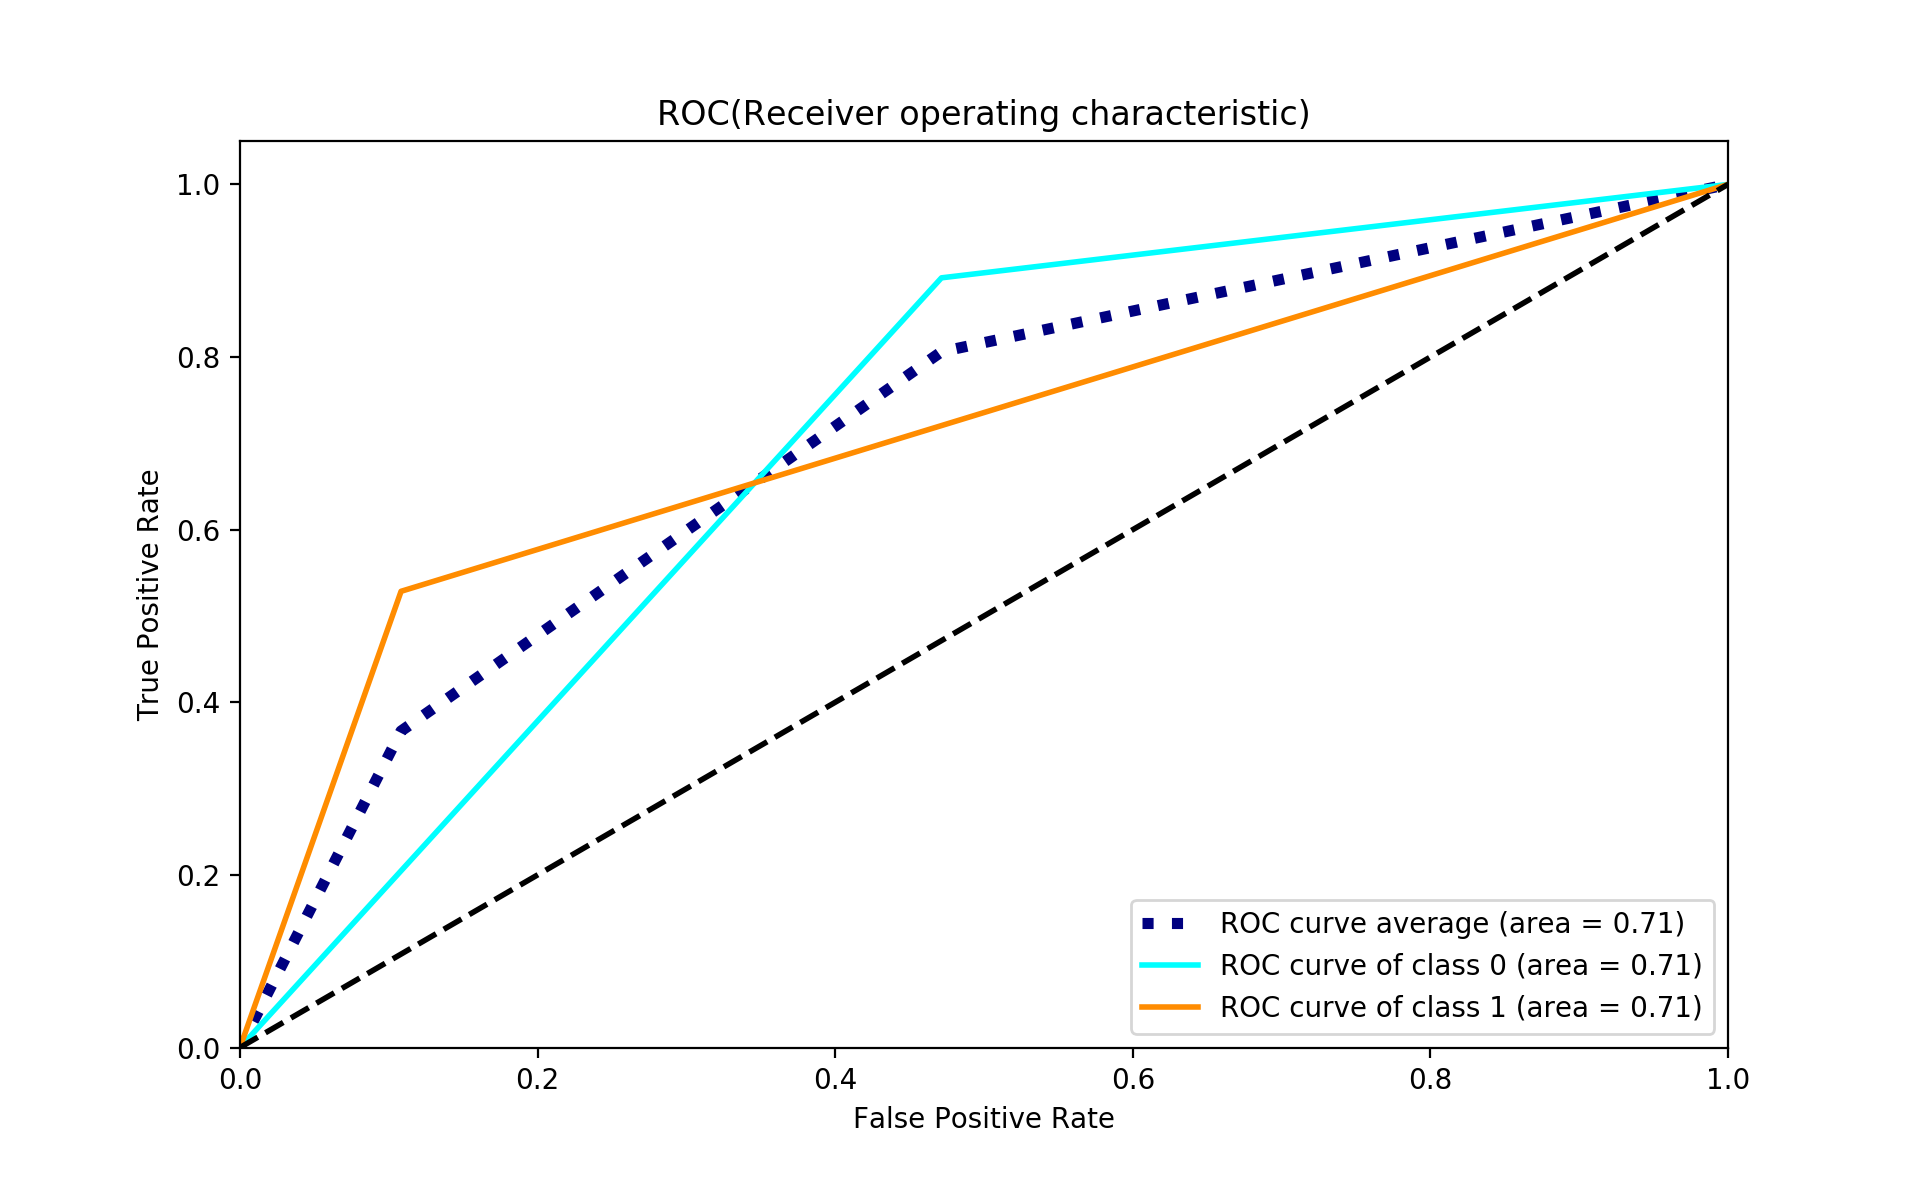 ROC(Receiver operating characteristic)
True Positive Rate
1.0
0.8
0.6
0.4
0.2
0.0
0.0 0.2 0.4 0.6 0.8 1.0
False Positive Rate
ROC curve average (area = 0.71)
ROC curve of class 0 (area = 0.71)
ROC curve of class 1 (area = 0.71)